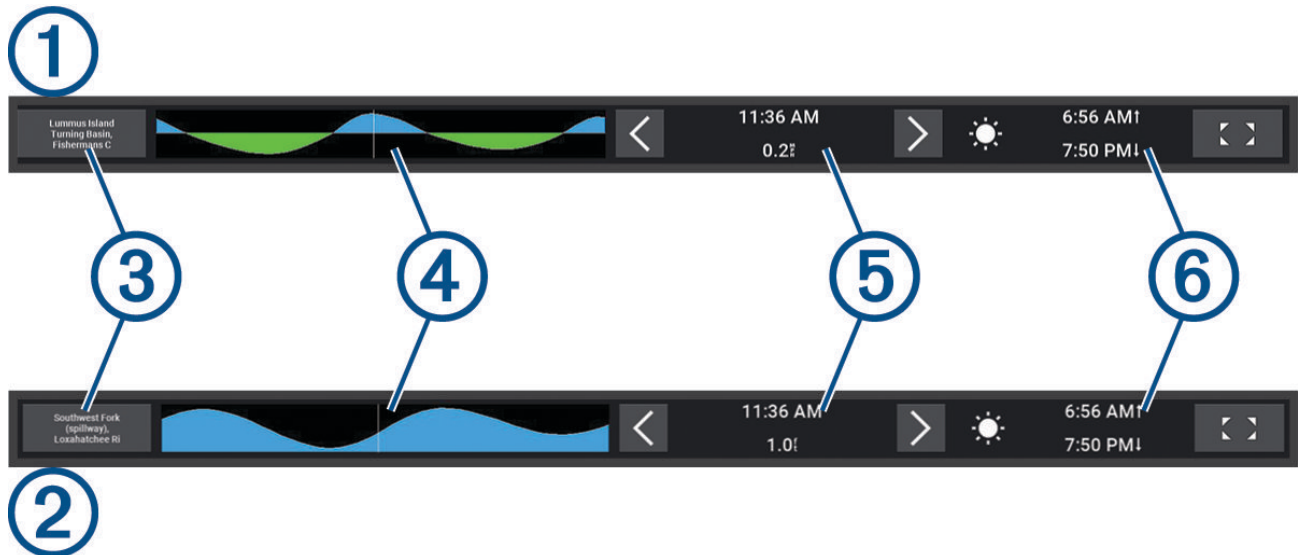 1
Lummus Island
Turning Basin,
Fishermans C
11:36 AM
0.2
6:56 AM↑
7:50 PM↓
3
4
5
6
Southwest Fork
(spillway),
Loxahatchee Ri
11:36 AM
1.0
6:56 AM↑
7:50 PM↓
2